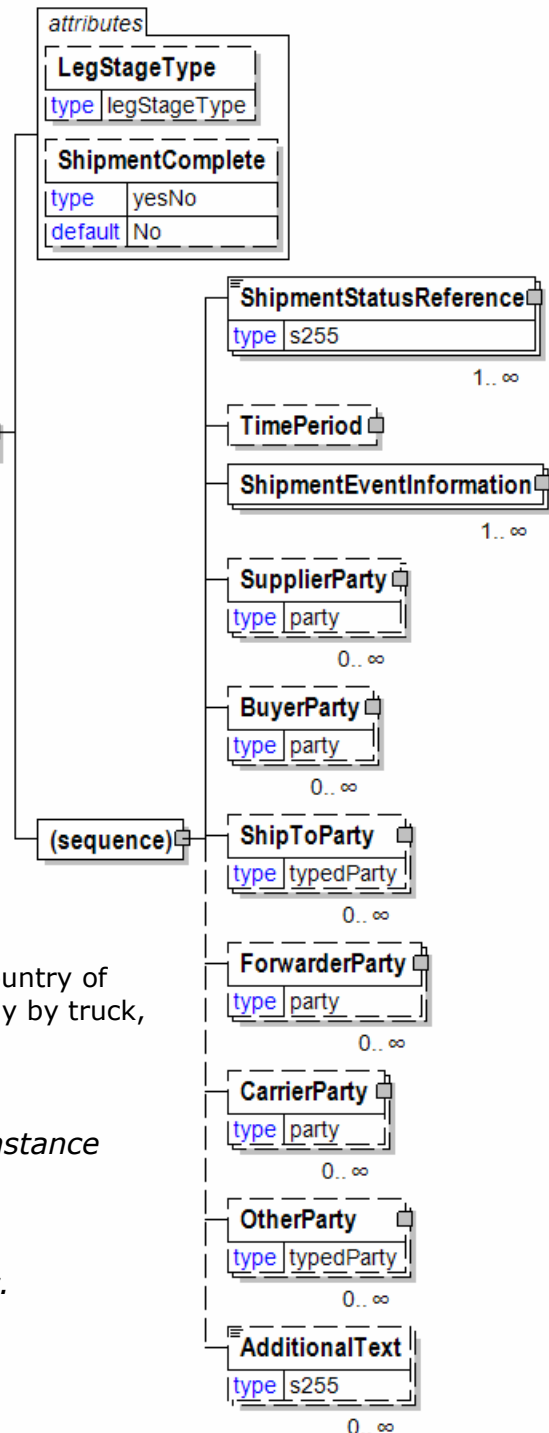 attributes
LegStageType
type legStageType
ShipmentComplete
type yesNo
default No
ShipmentStatusReference
type s255
1.. ∞
TimePeriod
ShipmentEventInformation
1.. ∞
SupplierParty
type party
0.. ∞
BuyerParty
type party
0.. ∞
(sequence)
ShipToParty
type typedParty
0.. ∞
ForwarderParty
type party
0.. ∞
CarrierParty
type party
0.. ∞
OtherParty
type typedParty
0.. ∞
AdditionalText
type s255
0.. ∞
untry of
y by truck,
nstance
.